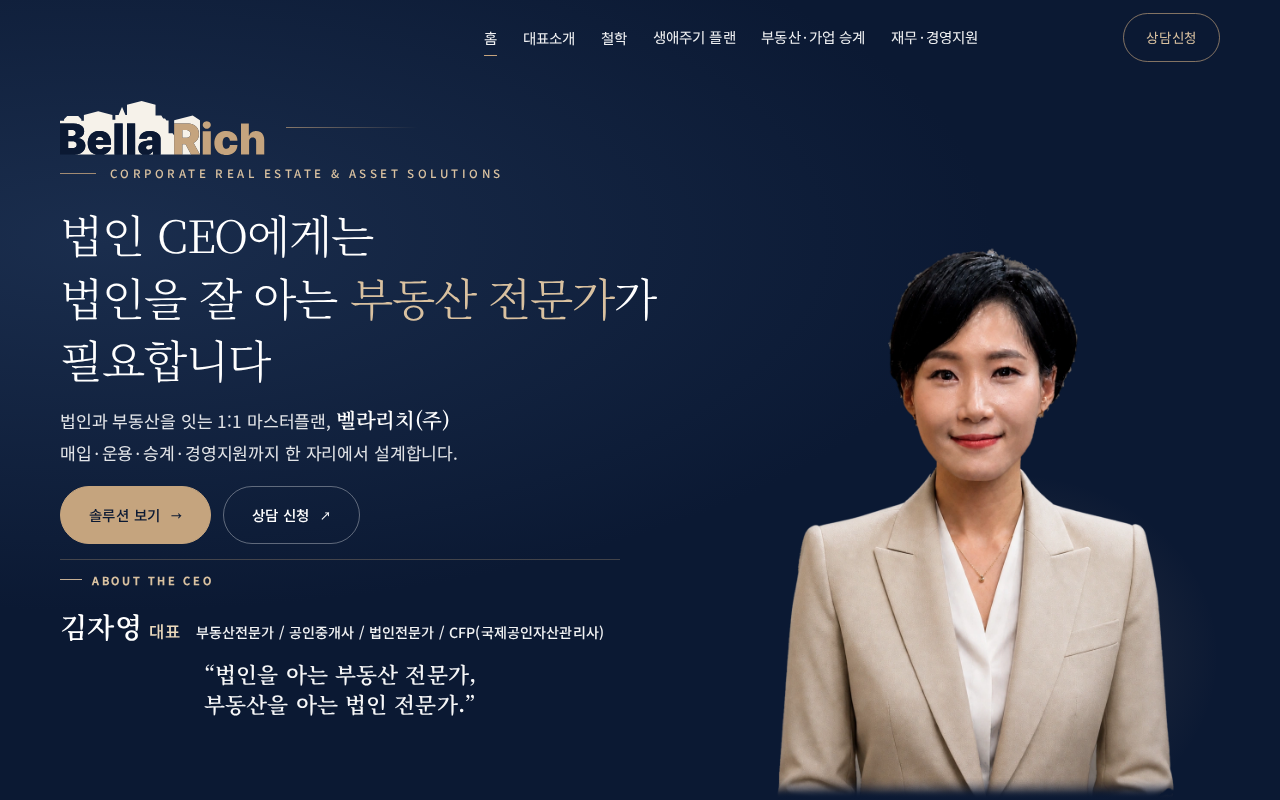 홈 대표소개 철학 생애주기 플랜 부동산·가업 승계 재무·경영지원 상담신청
Bella Rich
CORPORATE REAL ESTATE & ASSET SOLUTIONS
법인 CEO에게는
법인을 잘 아는 부동산 전문가가
필요합니다
법인과 부동산을 잇는 1:1 마스터플랜, 벨라리치(주)
매입·운용·승계·경영지원까지 한 자리에서 설계합니다.
솔루션 보기 → 상담 신청 ↗
ABOUT THE CEO
김자영 대표 부동산전문가 / 공인중개사 / 법인전문가 / CFP(국제공인자산관리사)
“법인을 아는 부동산 전문가,
부동산을 아는 법인 전문가.”